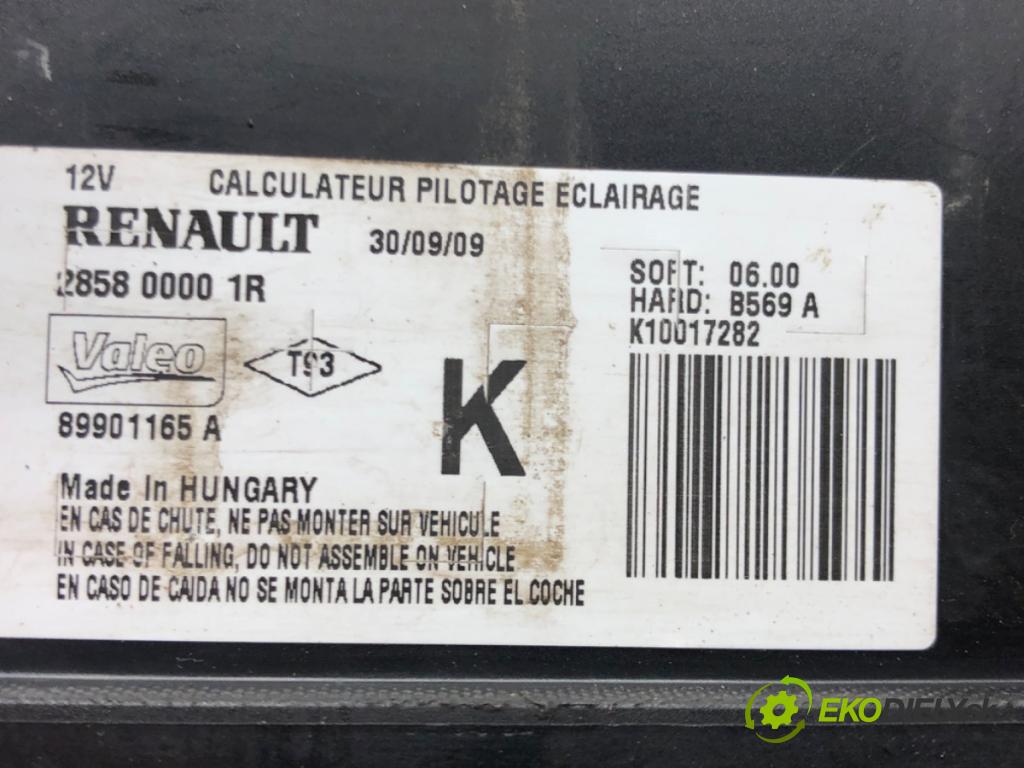 12V CALCULATEUR PILOTAGE ECLAIRAGE
RENAULT 30/09/09
28580000 1R
SOFT: 06.00
HARD: B569 A
K10017282
Valeo
T93
K
89901165 A
Made In HUNGARY
EN CAS DE CHUTE, NE PAS MONTER SUR VEHICULE
IN CASE OF FALLING, DO NOT ASSEMBLE ON VEHICLE
EN CASO DE CAIDA NO SE MONTA LA PARTE SOBRE EL COCHE